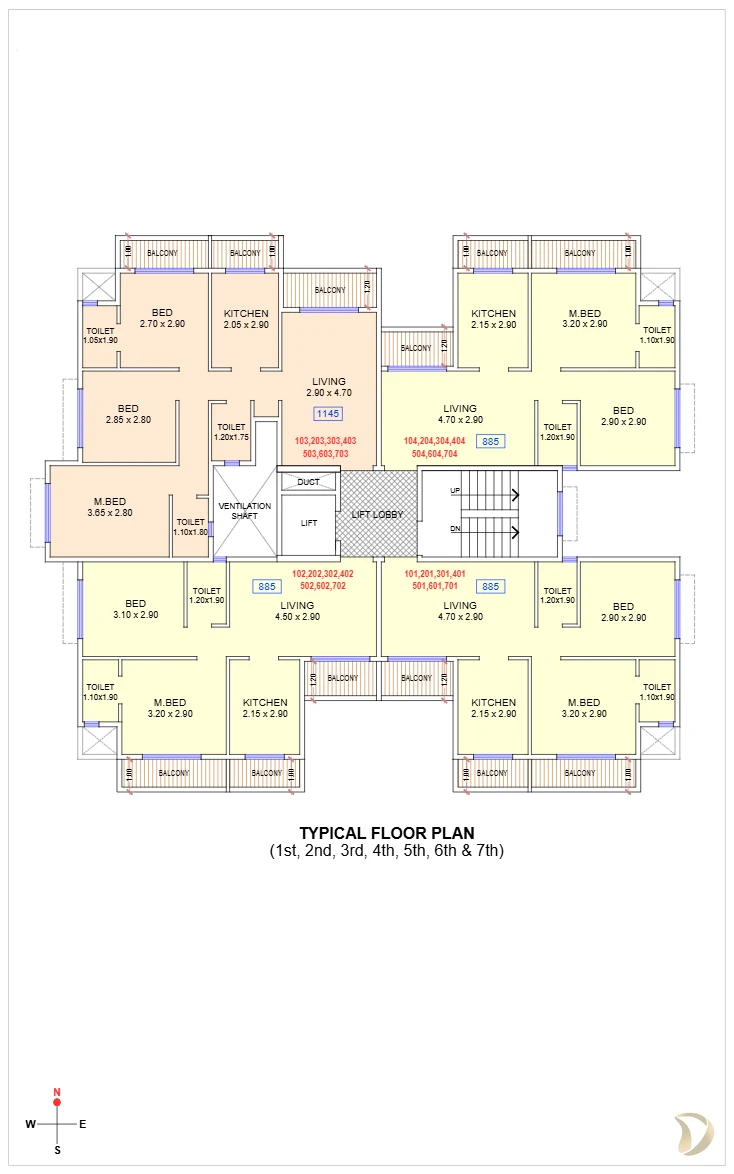 BALCONY
1.00
BALCONY
1.00
1.00
BALCONY
BALCONY
1.00
BALCONY
1.20
BED
2.70 x 2.90
KITCHEN
2.05 x 2.90
KITCHEN
2.15 x 2.90
M.BED
3.20 x 2.90
TOILET
1.05x1.90
TOILET
1.10x1.90
BALCONY
1.20
LIVING
2.90 x 4.70
1145
BED
2.85 x 2.80
TOILET
1.20x1.75
103,203,303,403
503,603,703
LIVING
4.70 x 2.90
104,204,304,404
504,604,704
885
TOILET
1.20x1.90
BED
2.90 x 2.90
M.BED
3.65 x 2.80
TOILET
1.10x1.80
VENTILATION
SHAFT
DUCT
LIFT
LIFT LOBBY
UP
DN
BED
3.10 x 2.90
TOILET
1.20x1.90
885
102,202,302,402
502,602,702
LIVING
4.50 x 2.90
101,201,301,401
501,601,701
885
LIVING
4.70 x 2.90
TOILET
1.20x1.90
BED
2.90 x 2.90
TOILET
1.10x1.90
M.BED
3.20 x 2.90
KITCHEN
2.15 x 2.90
1.20
BALCONY
BALCONY
1.20
KITCHEN
2.15 x 2.90
M.BED
3.20 x 2.90
TOILET
1.10x1.90
1.00
BALCONY
BALCONY
1.00
1.00
BALCONY
BALCONY
1.00
TYPICAL FLOOR PLAN
(1st, 2nd, 3rd, 4th, 5th, 6th & 7th)
N
W
E
S